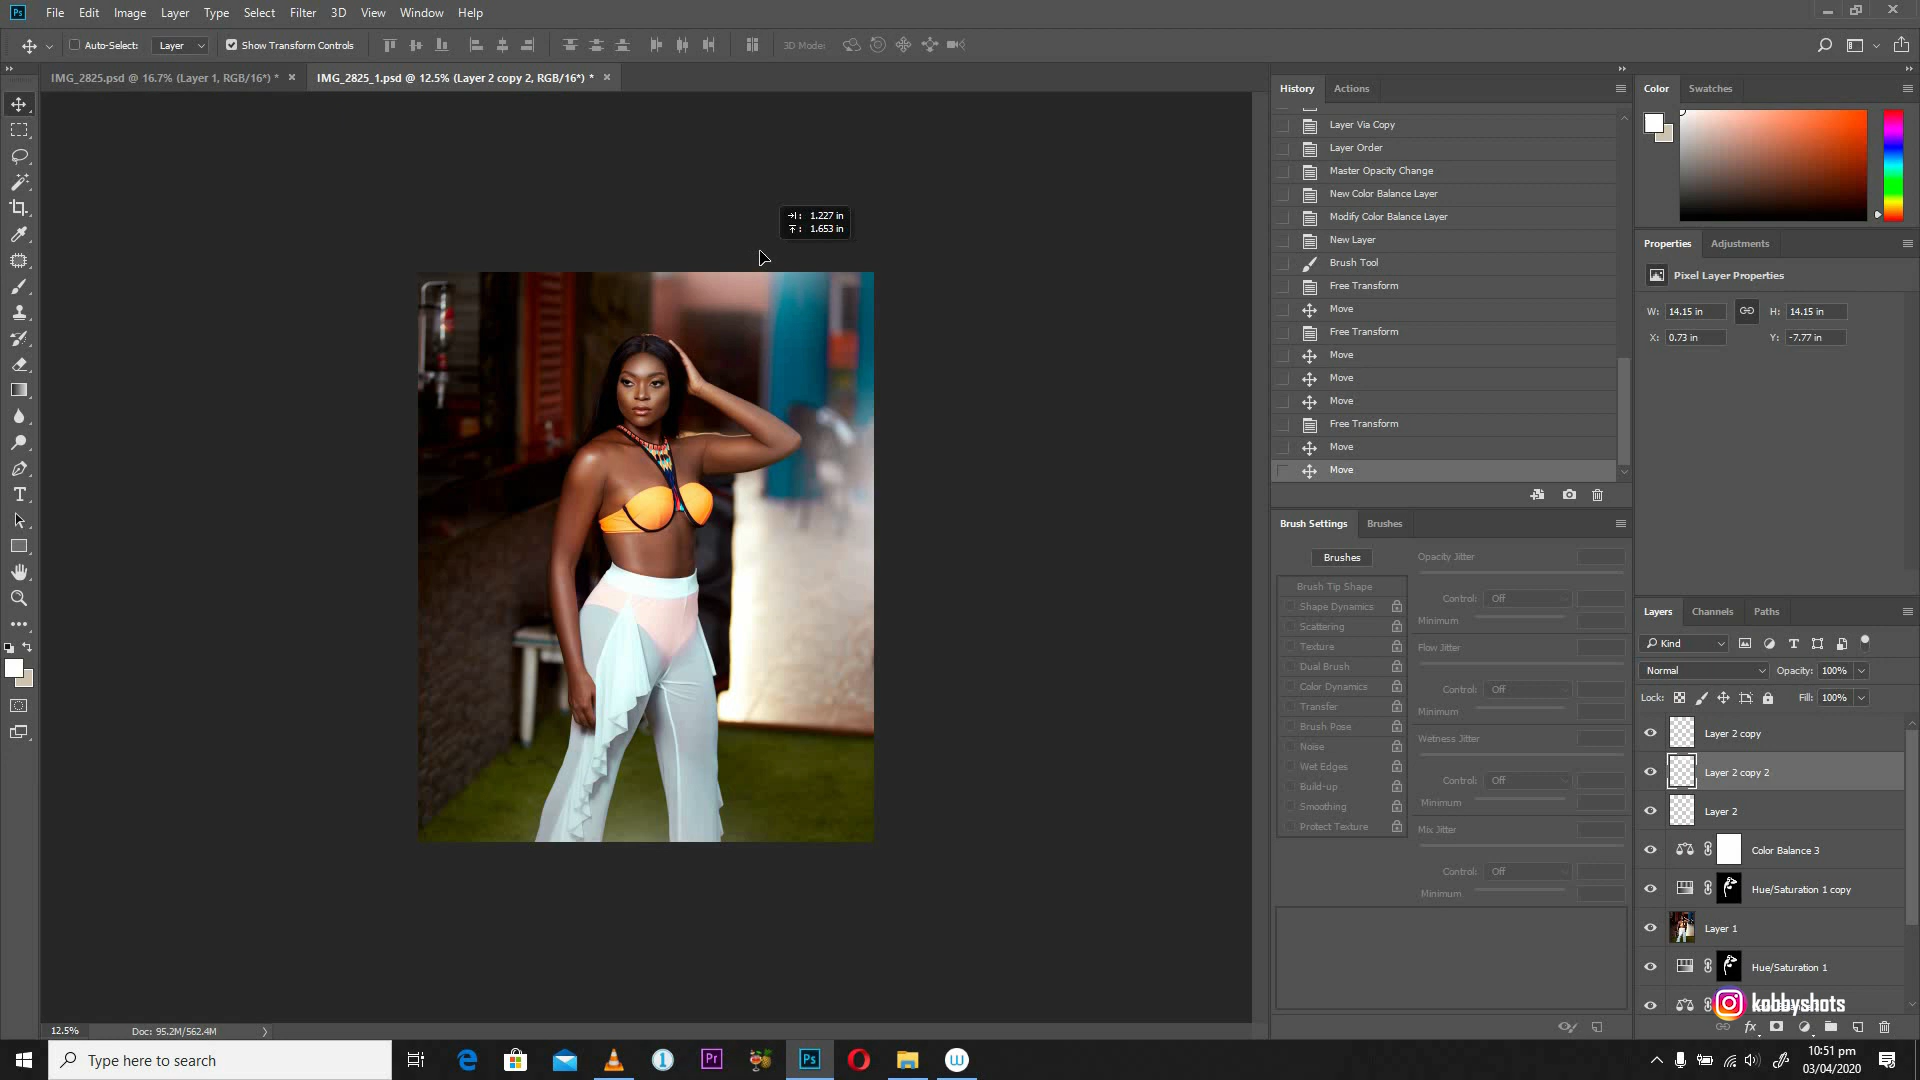 Ps File Edit Image Layer Type Select Filter 3D View Window Help
Auto-Select: Layer Show Transform Controls 3D Mode:
IMG_2825.psd @ 16.7% (Layer 1, RGB/16*) * × IMG_2825_1.psd @ 12.5% (Layer 2 copy 2, RGB/16*) * ×
1.227 in
1.653 in
History Actions
Layer Via Copy
Layer Order
Master Opacity Change
New Color Balance Layer
Modify Color Balance Layer
New Layer
Brush Tool
Free Transform
Move
Free Transform
Move
Move
Move
Free Transform
Move
Move
Brush Settings Brushes
Brushes
Brush Tip Shape
Shape Dynamics
Scattering
Texture
Dual Brush
Color Dynamics
Transfer
Brush Pose
Noise
Wet Edges
Build-up
Smoothing
Protect Texture
Opacity Jitter
Control: Off
Minimum
Flow Jitter
Control: Off
Minimum
Wetness Jitter
Control: Off
Minimum
Mix Jitter
Control: Off
Minimum
Color Swatches
Properties Adjustments
Pixel Layer Properties
W: 14.15 in H: 14.15 in
X: 0.73 in Y: -7.77 in
Layers Channels Paths
Kind
Normal Opacity: 100%
Lock: Fill: 100%
Layer 2 copy
Layer 2 copy 2
Layer 2
Color Balance 3
Hue/Saturation 1 copy
Layer 1
Hue/Saturation 1
kobbyshots
12.5% Doc: 95.2M/562.4M
Type here to search
Pr
Ps
10:51 pm
03/04/2020